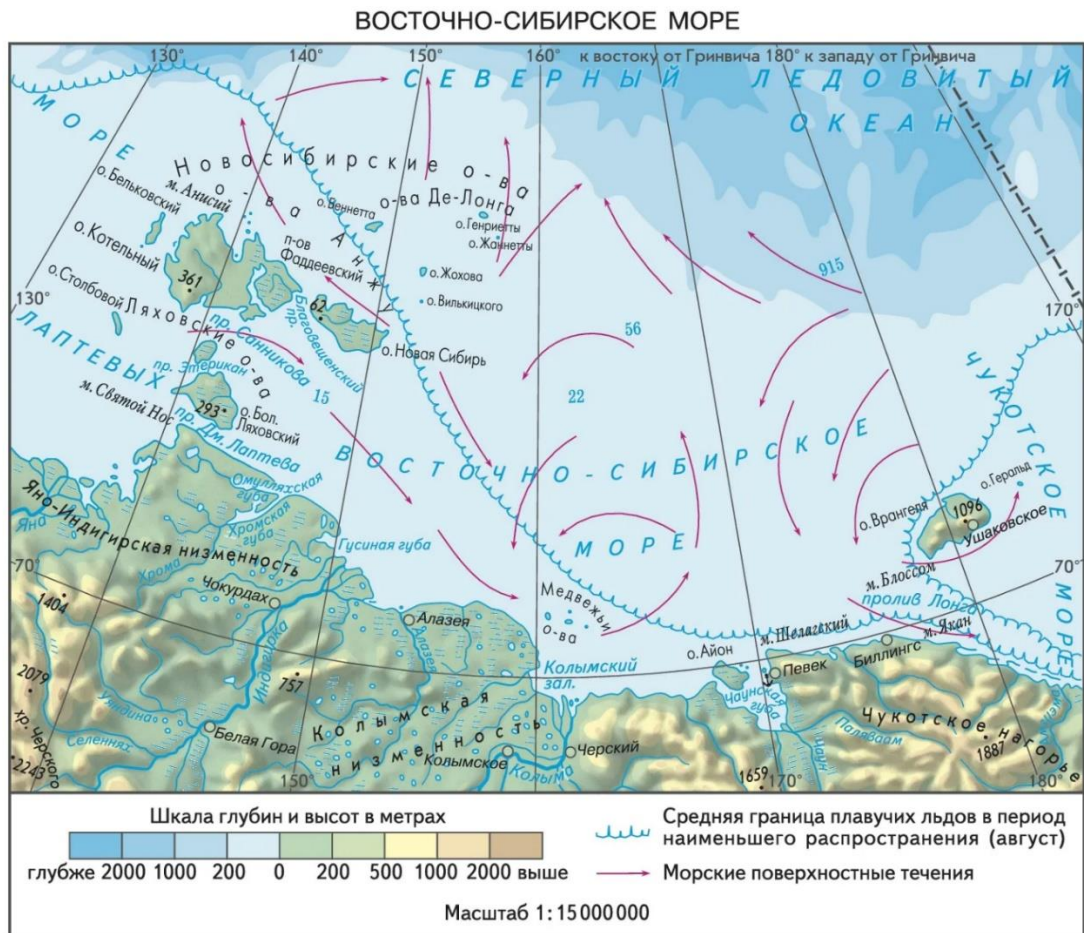 ВОСТОЧНО-СИБИРСКОЕ МОРЕ
130°
140°
150°
160°
к востоку от Гринвича
180°
к западу от Гринвича
СЕВЕРНЫЙ ЛЕДОВИТЫЙ
ОКЕАН
МОРЕ
ЛАПТЕВЫХ
Новосибирские о-ва
о. Бельковский
м. Анисий
о-ва Анжу
о. Беннетта
о-ва Де-Лонга
о. Генриетты
о. Жаннетты
о. Котельный
361
п-ов
Фаддеевский
о. Жохова
о. Вилькицкого
915
о. Столбовой
130°
170°
62
Благовещенский
пр.
пр. Санникова
Ляховские о-ва
о. Новая Сибирь
56
пр. Этерикан
15
22
м. Святой Нос
293
о. Бол.
Ляховский
пр. Дм. Лаптева
ВОСТОЧНО-СИБИРСКОЕ
МОРЕ
ЧУКОТСКОЕ
МОРЕ
о. Геральд
о. Врангеля
1096
Ушаковское
Омулляхская
губа
Хромская
губа
Гусиная губа
Яна
Яно-Индигирская низменность
Хрома
Чокурдах
70°
70°
м. Блоссом
пролив Лонга
1404
Алазея
Алазея
Медвежьи
о-ва
м. Шелагский
м. Якан
о. Айон
Певек
Биллингс
Индигирка
Колымский
зал.
Чаунская
губа
2079
757
Уяндина
Колымская
низменность
Чукотское нагорье
Паляваам
Белая Гора
Селеннях
хр. Черского
2243
Колымское
Черский
Колыма
Чаун
1887
1659
150°
170°
180°
Шкала глубин и высот в метрах
глубже 2000 1000 200 0 200 500 1000 2000 выше
Средняя граница плавучих льдов в период
наименьшего распространения (август)
Морские поверхностные течения
Масштаб 1:15 000 000